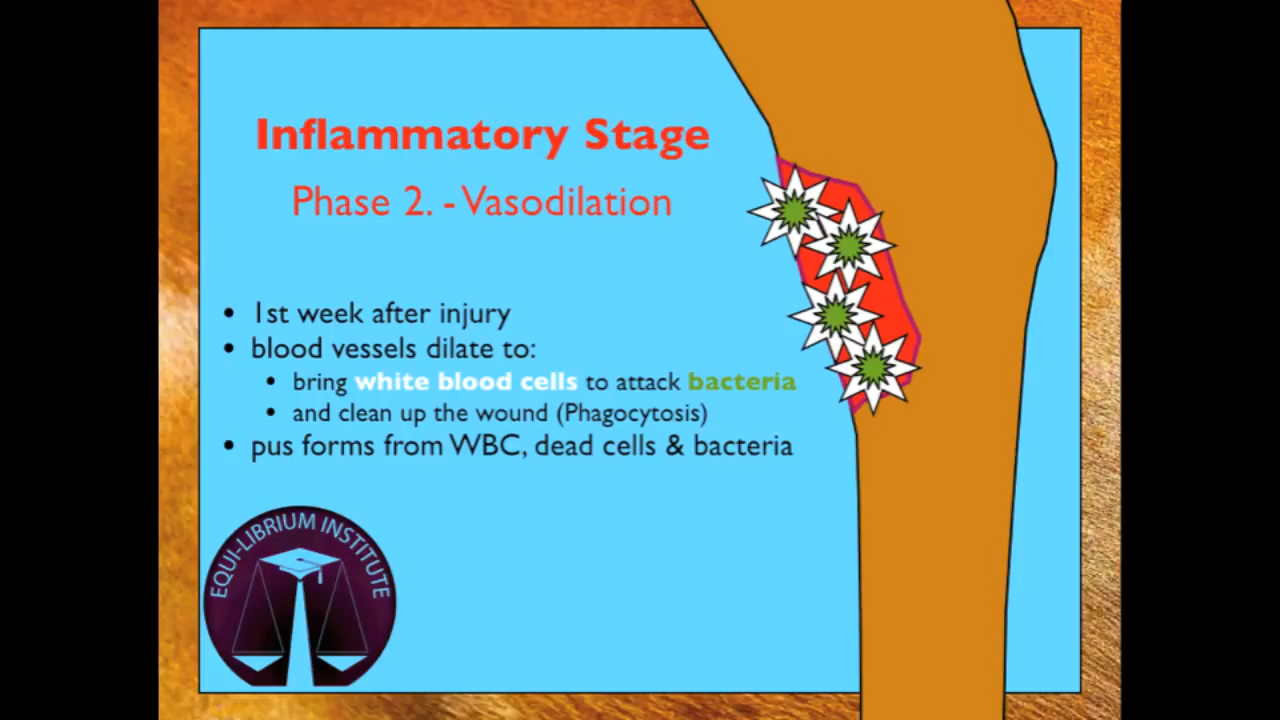 Inflammatory Stage
Phase 2. - Vasodilation
• 1st week after injury
• blood vessels dilate to:
• bring white blood cells to attack bacteria
• and clean up the wound (Phagocytosis)
• pus forms from WBC, dead cells & bacteria
EQUI-LIBRIUM INSTITUTE